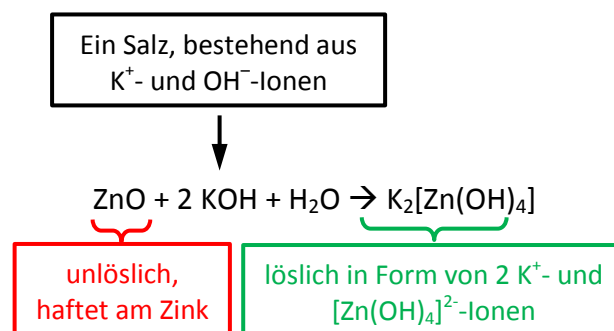 Ein Salz, bestehend aus
K⁺- und OH⁻-Ionen
ZnO + 2 KOH + H₂O → K₂[Zn(OH)₄]
unlöslich,
haftet am Zink
löslich in Form von 2 K⁺- und
[Zn(OH)₄]²⁻-Ionen